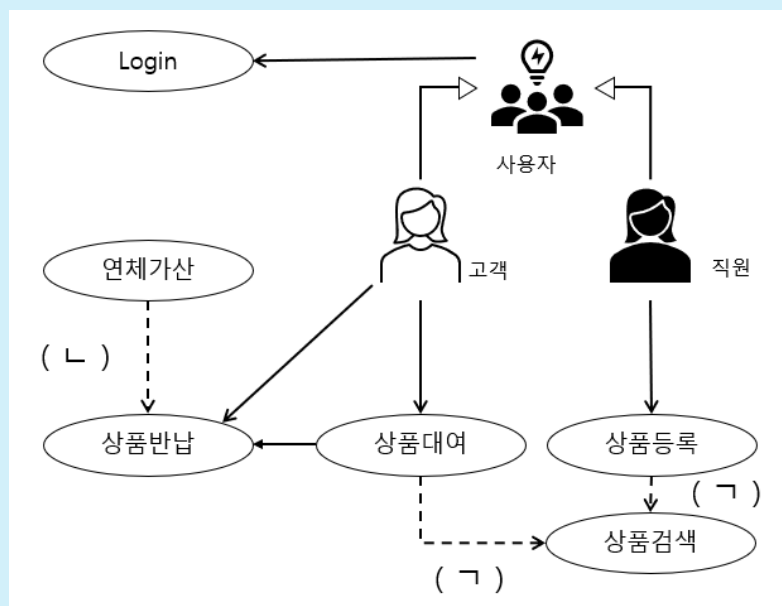 Login
사용자
고객
직원
연체가산
( ㄴ )
상품반납
상품대여
상품등록
( ㄱ )
상품검색
( ㄱ )